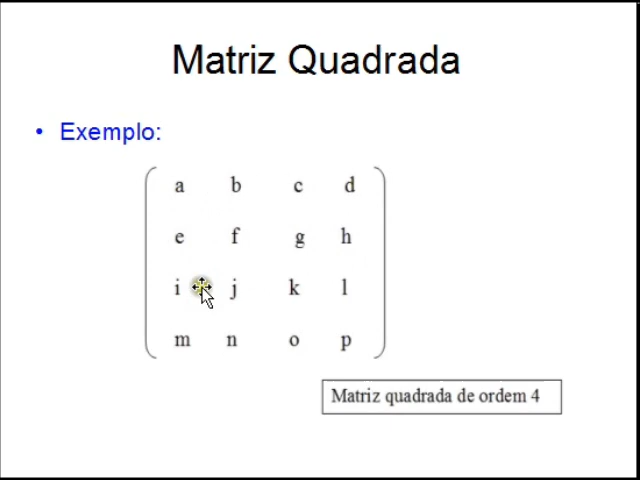 Matriz Quadrada
• Exemplo:
a b c d
e f g h
i j k l
m n o p
Matriz quadrada de ordem 4